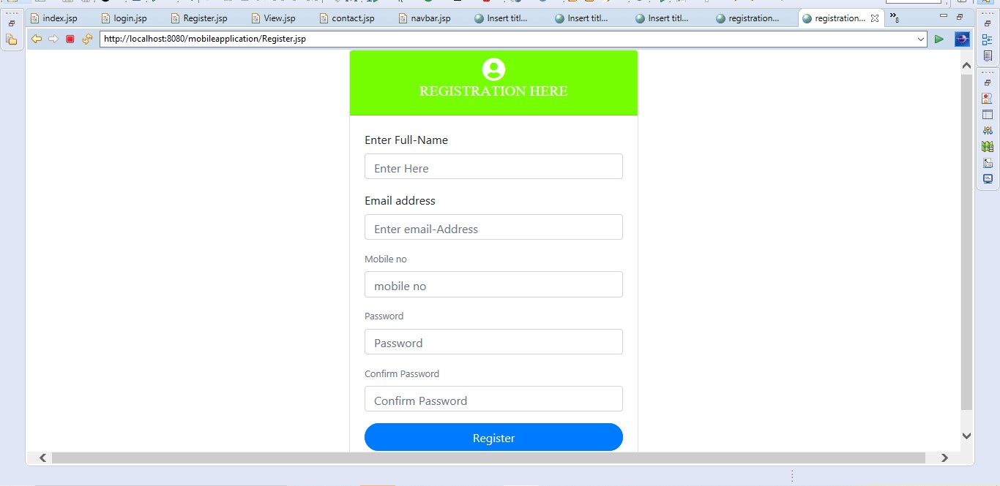 index.jsp login.jsp Register.jsp View.jsp contact.jsp navbar.jsp Insert titl... Insert titl... Insert titl... registration... registration... 8
http://localhost:8080/mobileapplication/Register.jsp
REGISTRATION HERE
Enter Full-Name
Enter Here
Email address
Enter email-Address
Mobile no
mobile no
Password
Password
Confirm Password
Confirm Password
Register